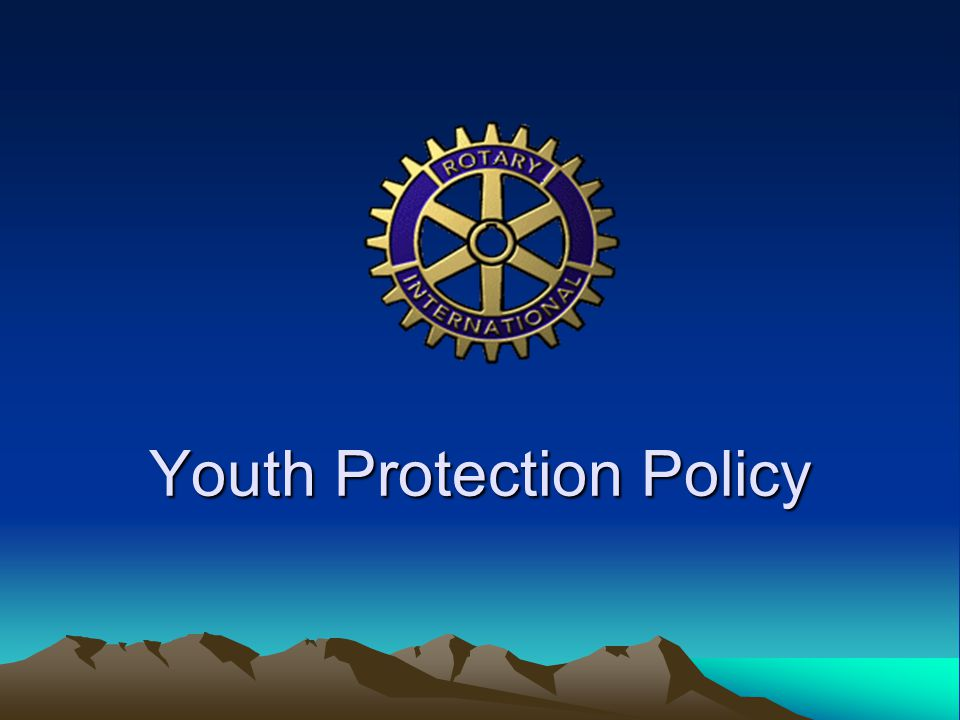 ROTARY
INTERNATIONAL
Youth Protection Policy